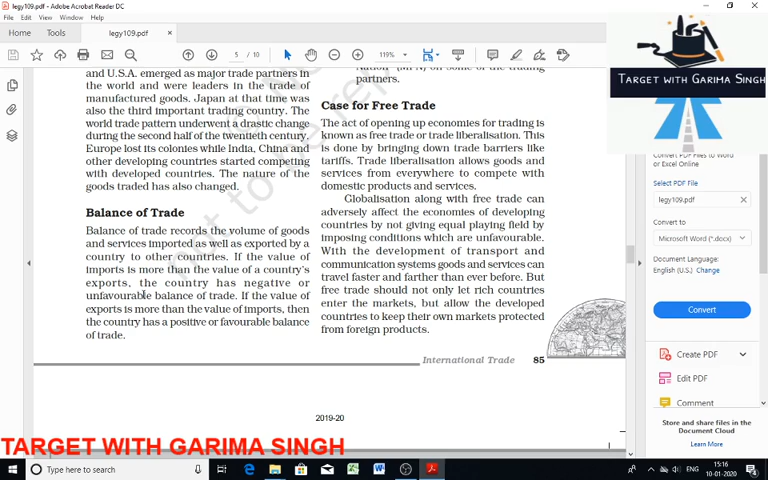 legy109.pdf - Adobe Acrobat Reader DC
File Edit View Window Help
Home Tools legy109.pdf ×
5 / 10 119%
and U.S.A. emerged as major trade partners in
the world and were leaders in the trade of
manufactured goods. Japan at that time was
also the third important trading country. The
world trade pattern underwent a drastic change
during the second half of the twentieth century.
Europe lost its colonies while India, China and
other developing countries started competing
with developed countries. The nature of the
goods traded has also changed.
Balance of Trade
Balance of trade records the volume of goods
and services imported as well as exported by a
country to other countries. If the value of
imports is more than the value of a country's
exports, the country has negative or
unfavourable balance of trade. If the value of
exports is more than the value of imports, then
the country has a positive or favourable balance
of trade.
Nation" (MFN) on some of the trading
partners.
Case for Free Trade
The act of opening up economies for trading is
known as free trade or trade liberalisation. This
is done by bringing down trade barriers like
tariffs. Trade liberalisation allows goods and
services from everywhere to compete with
domestic products and services.
Globalisation along with free trade can
adversely affect the economies of developing
countries by not giving equal playing field by
imposing conditions which are unfavourable.
With the development of transport and
communication systems goods and services can
travel faster and farther than ever before. But
free trade should not only let rich countries
enter the markets, but allow the developed
countries to keep their own markets protected
from foreign products.
International Trade 85
2019-20
not to be rep
TARGET WITH GARIMA SINGH
Convert PDFs to Word
or Excel Online
Select PDF File
legy109.pdf ×
Convert to
Microsoft Word (*.docx)
Document Language:
English (U.S.) Change
Convert
Create PDF
Edit PDF
Comment
Store and share files in the
Document Cloud
Learn More
TARGET WITH GARIMA SINGH
Type here to search
15:16
10-01-2020